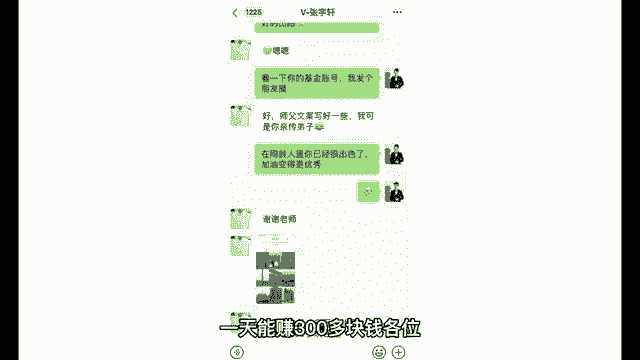 1225
V-张宇轩
嗯嗯
看一下你的基金账号，我发个
朋友圈
好，师父文案写好一些，我可
是你亲传弟子
在同龄人里你已经很出色了，
加油变得更优秀
谢谢老师
一天能赚300多块钱各位